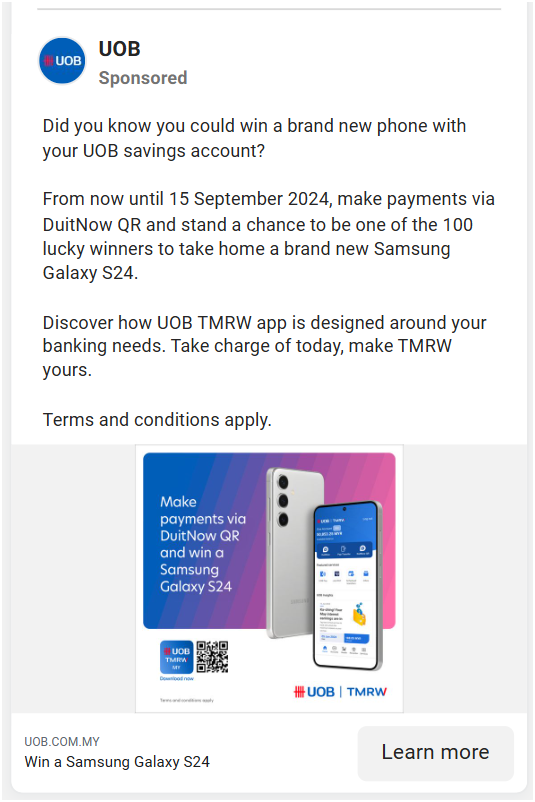 UOB
UOB
Sponsored
Did you know you could win a brand new phone with
your UOB savings account?
From now until 15 September 2024, make payments via
DuitNow QR and stand a chance to be one of the 100
lucky winners to take home a brand new Samsung
Galaxy S24.
Discover how UOB TMRW app is designed around your
banking needs. Take charge of today, make TMRW
yours.
Terms and conditions apply.
Make
payments via
DuitNow QR
and win a
Samsung
Galaxy S24
UOB | TMRW
UOB
TMRW
MY
Download now
Terms and conditions apply
UOB | TMRW
UOB.COM.MY
Win a Samsung Galaxy S24
Learn more